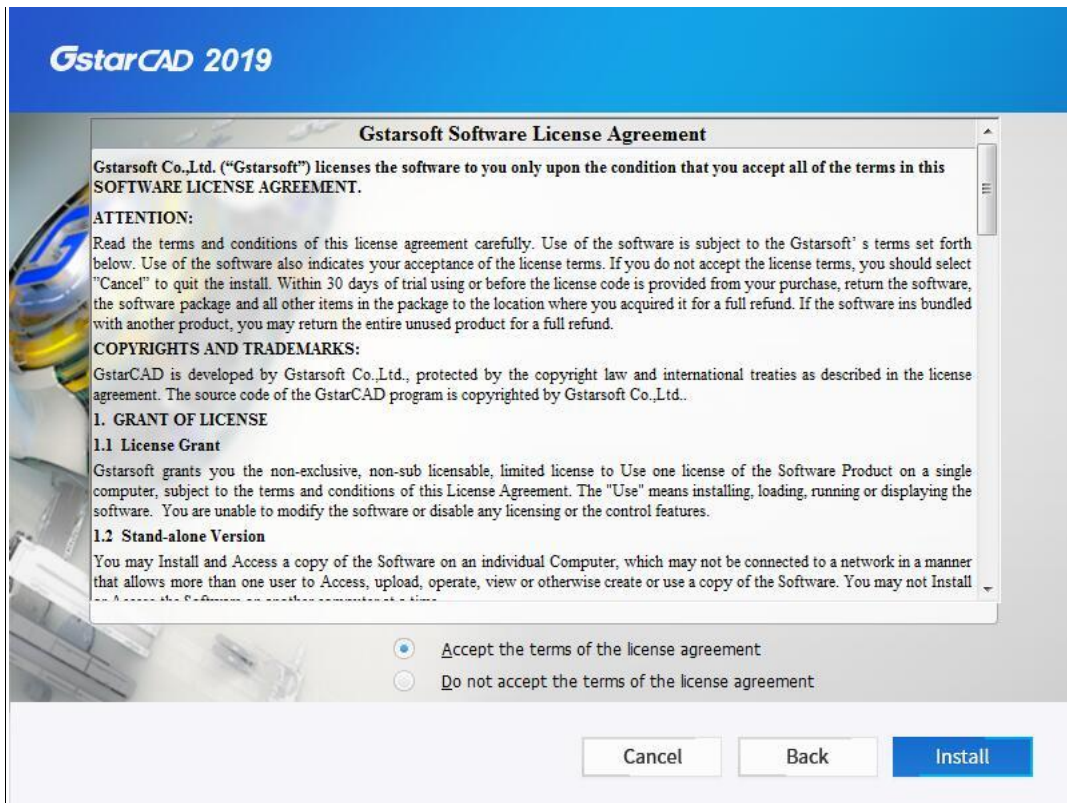 GstarCAD 2019
Gstarsoft Software License Agreement
Gstarsoft Co.,Ltd. (“Gstarsoft”) licenses the software to you only upon the condition that you accept all of the terms in this
SOFTWARE LICENSE AGREEMENT.
ATTENTION:
Read the terms and conditions of this license agreement carefully. Use of the software is subject to the Gstarsoft’ s terms set forth
below. Use of the software also indicates your acceptance of the license terms. If you do not accept the license terms, you should select
”Cancel” to quit the install. Within 30 days of trial using or before the license code is provided from your purchase, return the software,
the software package and all other items in the package to the location where you acquired it for a full refund. If the software ins bundled
with another product, you may return the entire unused product for a full refund.
COPYRIGHTS AND TRADEMARKS:
GstarCAD is developed by Gstarsoft Co.,Ltd., protected by the copyright law and international treaties as described in the license
agreement. The source code of the GstarCAD program is copyrighted by Gstarsoft Co.,Ltd..
1. GRANT OF LICENSE
1.1 License Grant
Gstarsoft grants you the non-exclusive, non-sub licensable, limited license to Use one license of the Software Product on a single
computer, subject to the terms and conditions of this License Agreement. The "Use" means installing, loading, running or displaying the
software. You are unable to modify the software or disable any licensing or the control features.
1.2 Stand-alone Version
You may Install and Access a copy of the Software on an individual Computer, which may not be connected to a network in a manner
that allows more than one user to Access, upload, operate, view or otherwise create or use a copy of the Software. You may not Install
or Access the Software on another computer at a time
Accept the terms of the license agreement
Do not accept the terms of the license agreement
Cancel
Back
Install